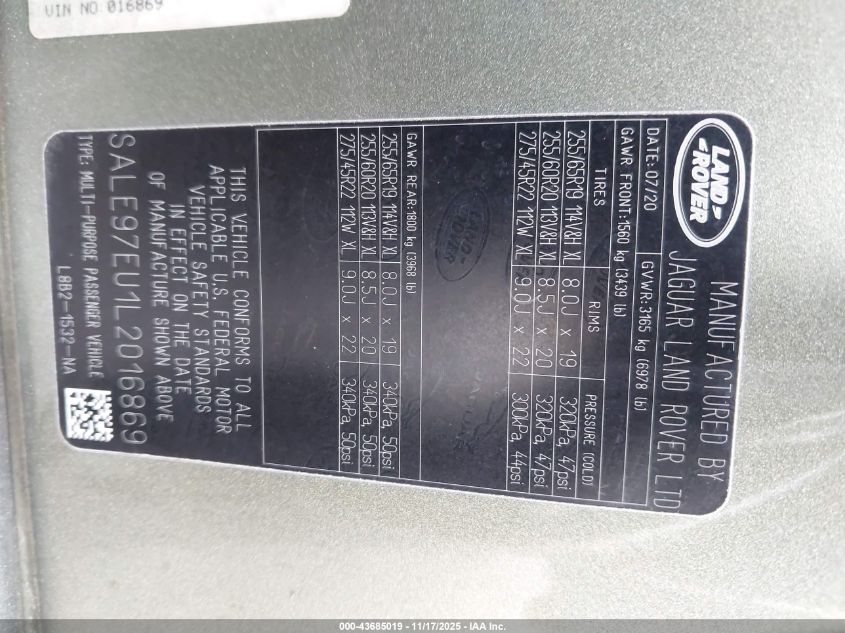 VIN NO 016869
LAND
ROVER
MANUFACTURED BY
JAGUAR LAND ROVER LTD
DATE: 07/20
GVWR: 3165 kg (6978 lb)
GAWR FRONT: 1560 kg (3439 lb)
TIRES RIMS PRESSURE (COLD)
255/65R19 114V&H XL 8.0J x 19 320kPa, 47psi
255/60R20 113V&H XL 8.5J x 20 320kPa, 47psi
275/45R22 112W XL 9.0J x 22 300kPa, 44psi
GAWR REAR: 1800 kg (3968 lb)
255/65R19 114V&H XL 8.0J x 19 340kPa, 50psi
255/60R20 113V&H XL 8.5J x 20 340kPa, 50psi
275/45R22 112W XL 9.0J x 22 340kPa, 50psi
THIS VEHICLE CONFORMS TO ALL
APPLICABLE U.S. FEDERAL MOTOR
VEHICLE SAFETY STANDARDS
IN EFFECT ON THE DATE
OF MANUFACTURE SHOWN ABOVE
SALE97EU1L2016869
TYPE: MULTI-PURPOSE PASSENGER VEHICLE
L8B2-1532-NA
000-43685019 - 11/17/2025 - IAA Inc.